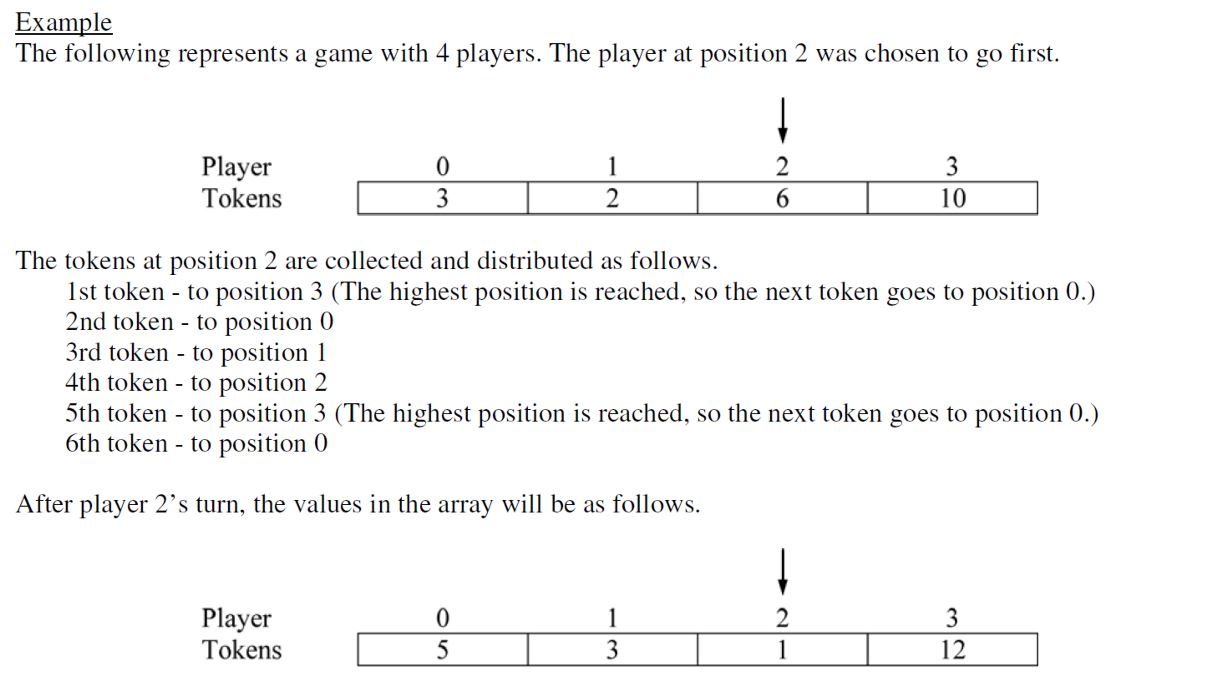 Example
The following represents a game with 4 players. The player at position 2 was chosen to go first.
Player 0 1 2 3
Tokens 3 2 6 10
The tokens at position 2 are collected and distributed as follows.
1st token - to position 3 (The highest position is reached, so the next token goes to position 0.)
2nd token - to position 0
3rd token - to position 1
4th token - to position 2
5th token - to position 3 (The highest position is reached, so the next token goes to position 0.)
6th token - to position 0
After player 2’s turn, the values in the array will be as follows.
Player 0 1 2 3
Tokens 5 3 1 12